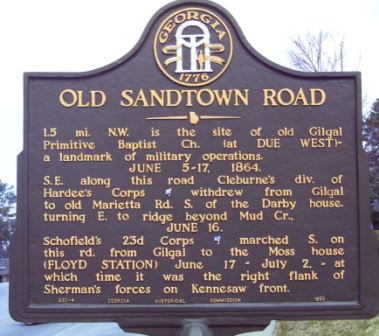 GEORGIA
1776
OLD SANDTOWN ROAD
1.5 mi. N.W. is the site of old Gilgal
Primitive Baptist Ch. (at DUE WEST)-
a landmark of military operations.
JUNE 5-17, 1864.
S.E. along this road Cleburne's div. of
Hardee's Corps withdrew from Gilgal
to old Marietta Rd. S. of the Darby house,
turning E. to ridge beyond Mud Cr.,
JUNE 16.
Schofield's 23d Corps marched S. on
this rd. from Gilgal to the Moss house
(FLOYD STATION) June 17 - July 2, - at
which time it was the right flank of
Sherman's forces on Kennesaw front.
GEORGIA HISTORICAL COMMISSION